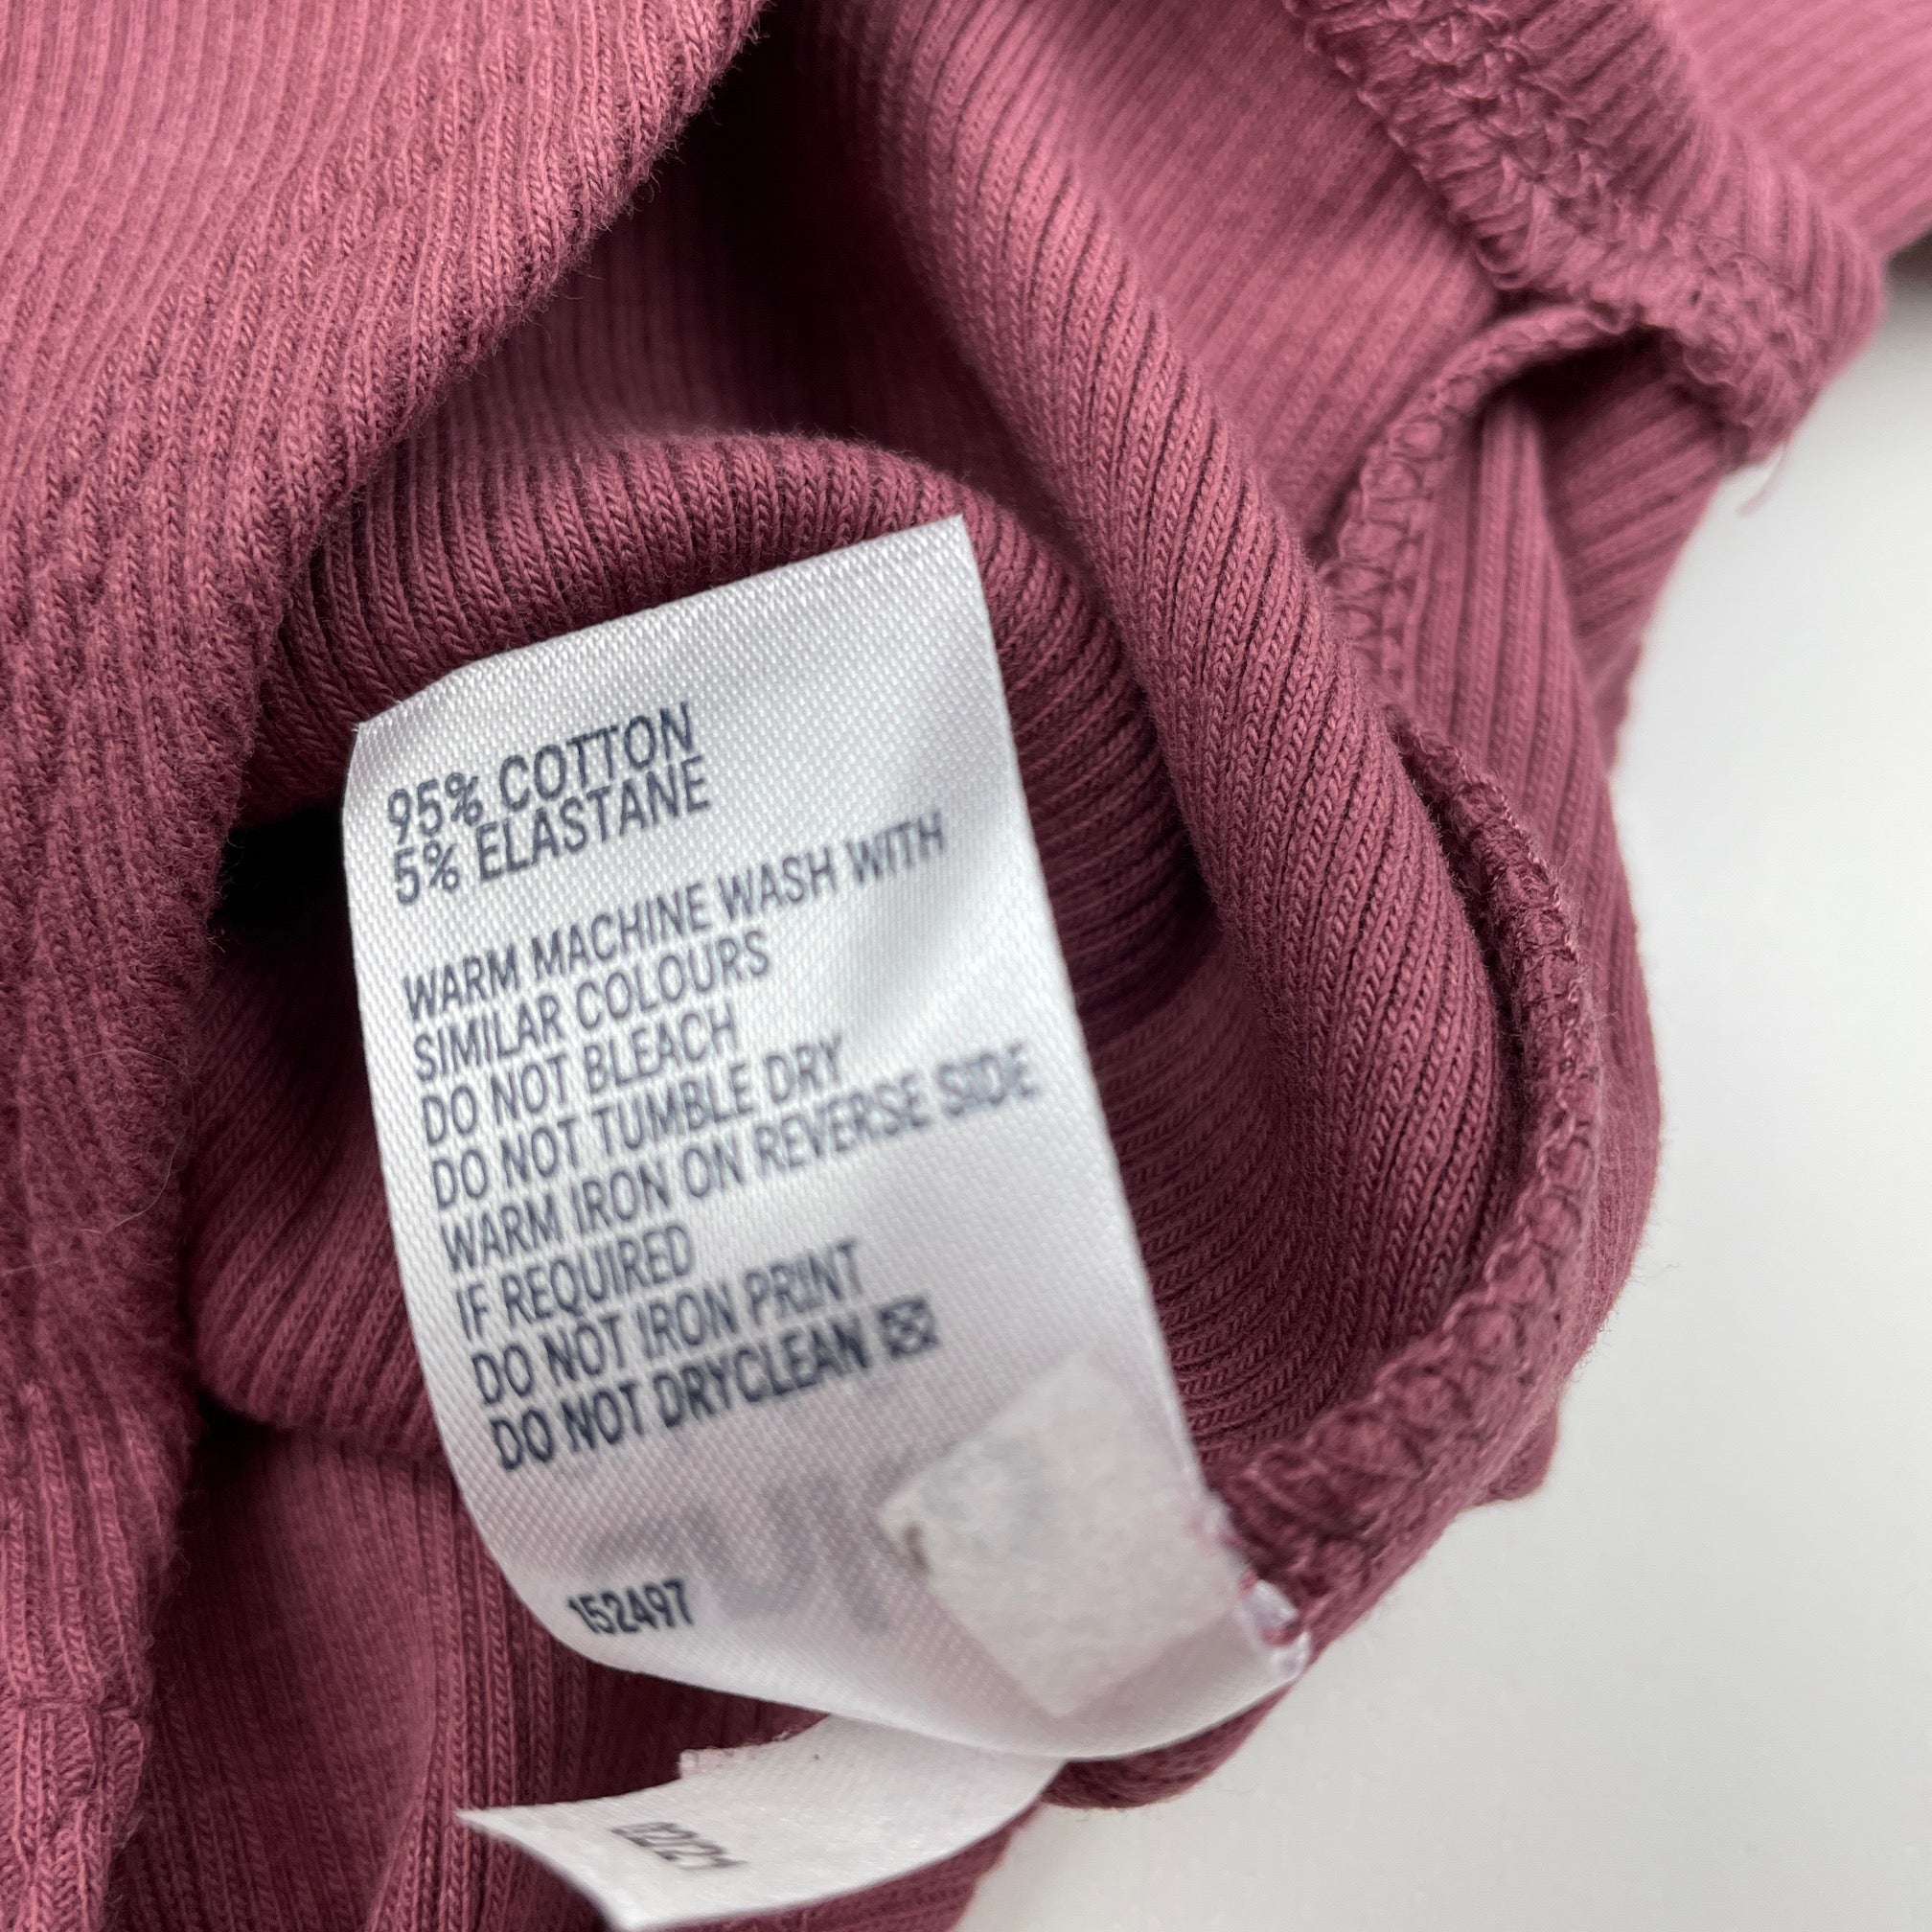 95% COTTON
5% ELASTANE
WARM MACHINE WASH WITH
SIMILAR COLOURS
DO NOT BLEACH
DO NOT TUMBLE DRY
WARM IRON ON REVERSE SIDE
IF REQUIRED
DO NOT IRON PRINT
DO NOT DRYCLEAN
152497